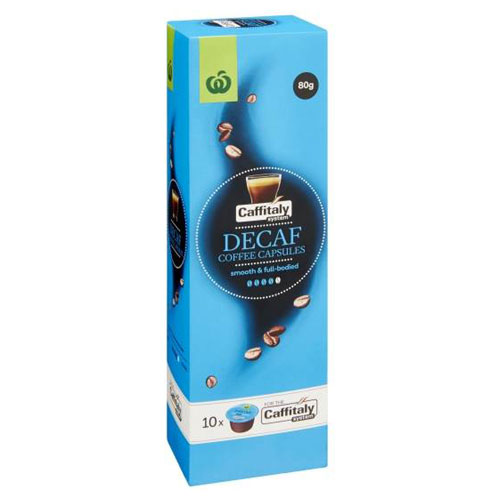 80g
Caffitaly
system
DECAF
COFFEE CAPSULES
smooth & full-bodied
10x
FOR THE
Caffitaly
system